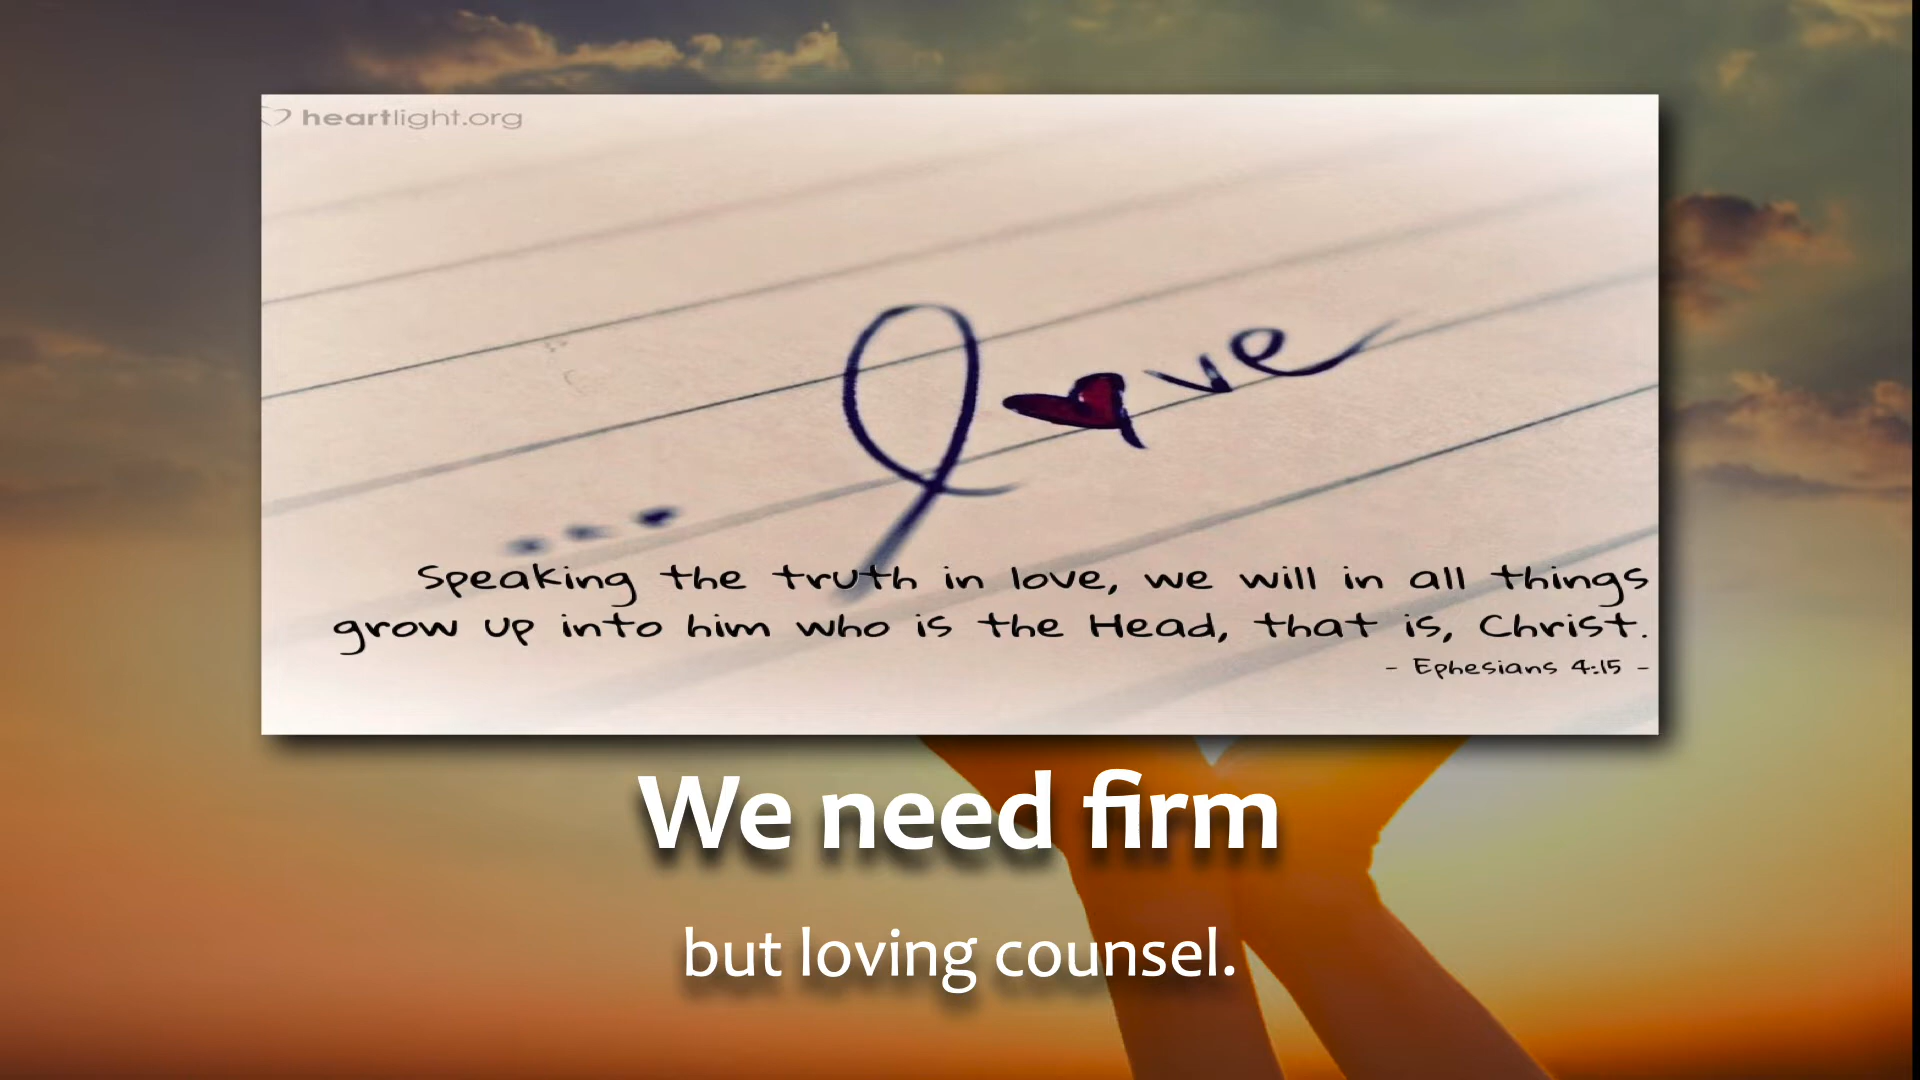 heartlight.org
... love
Speaking the truth in love, we will in all things
grow up into him who is the Head, that is, Christ.
- Ephesians 4:15 -
We need firm
but loving counsel.